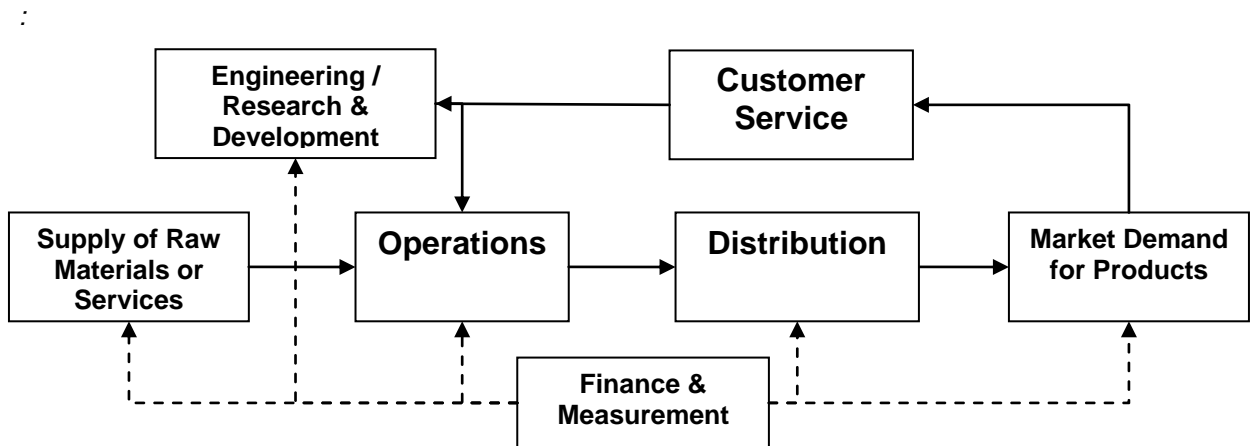 :
Engineering /
Research &
Development
Customer
Service
Supply of Raw
Materials or
Services
Operations
Distribution
Market Demand
for Products
Finance &
Measurement